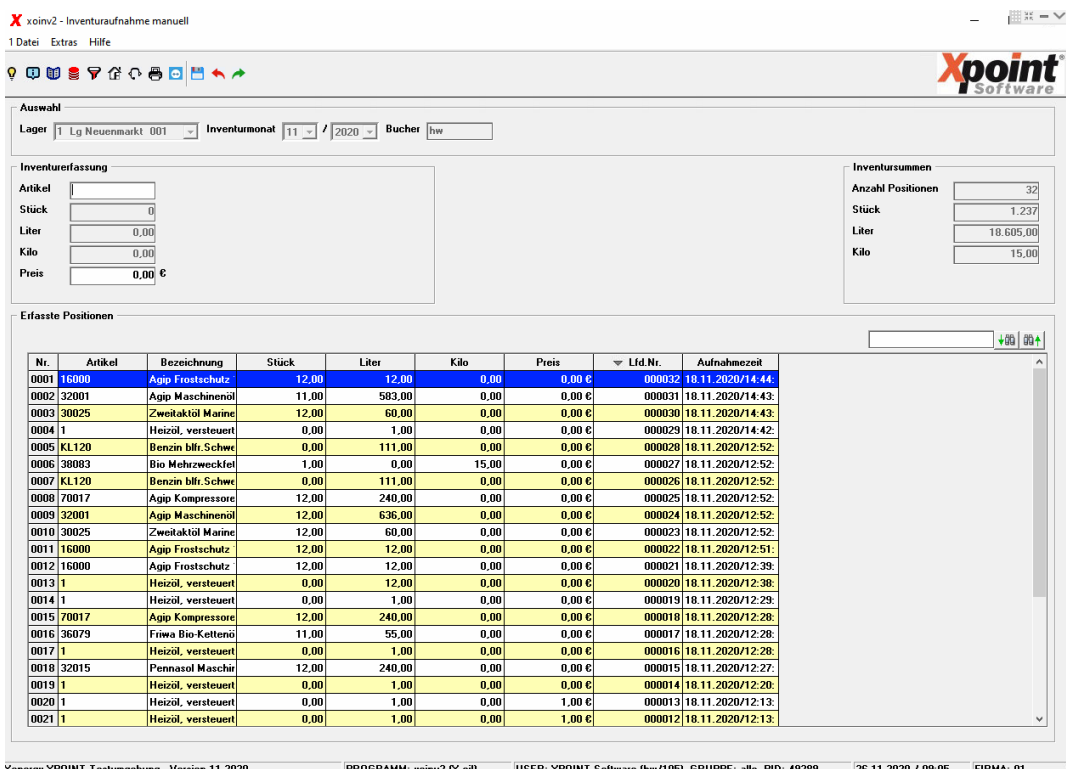 xoinv2 - Inventuraufnahme manuell
1 Datei Extras Hilfe
Xpoint
Software
Auswahl
Lager 1 Lg Neuenmarkt 001 Inventurmonat 11 / 2020 Bucher hw
Inventurerfassung
Artikel
Stück 0
Liter 0,00
Kilo 0,00
Preis 0,00 €
Inventursummen
Anzahl Positionen 32
Stück 1.237
Liter 18.605,00
Kilo 15,00
Erfasste Positionen
Nr. Artikel Bezeichnung Stück Liter Kilo Preis Lfd.Nr. Aufnahmezeit
0001 16000 Agip Frostschutz 12,00 12,00 0,00 0,00 € 000032 18.11.2020/14:44:
0002 32001 Agip Maschinenöl 11,00 583,00 0,00 0,00 € 000031 18.11.2020/14:43:
0003 30025 Zweitaktöl Marine 12,00 60,00 0,00 0,00 € 000030 18.11.2020/14:43:
0004 1 Heizöl, versteuert 0,00 1,00 0,00 0,00 € 000029 18.11.2020/14:42:
0005 KL120 Benzin blfr.Schwe 0,00 111,00 0,00 0,00 € 000028 18.11.2020/12:52:
0006 38083 Bio Mehrzweckfet 1,00 0,00 15,00 0,00 € 000027 18.11.2020/12:52:
0007 KL120 Benzin blfr.Schwe 0,00 111,00 0,00 0,00 € 000026 18.11.2020/12:52:
0008 70017 Agip Kompressore 12,00 240,00 0,00 0,00 € 000025 18.11.2020/12:52:
0009 32001 Agip Maschinenöl 12,00 636,00 0,00 0,00 € 000024 18.11.2020/12:52:
0010 30025 Zweitaktöl Marine 12,00 60,00 0,00 0,00 € 000023 18.11.2020/12:52:
0011 16000 Agip Frostschutz 12,00 12,00 0,00 0,00 € 000022 18.11.2020/12:51:
0012 16000 Agip Frostschutz 12,00 12,00 0,00 0,00 € 000021 18.11.2020/12:39:
0013 1 Heizöl, versteuert 0,00 12,00 0,00 0,00 € 000020 18.11.2020/12:38:
0014 1 Heizöl, versteuert 0,00 1,00 0,00 0,00 € 000019 18.11.2020/12:29:
0015 70017 Agip Kompressore 12,00 240,00 0,00 0,00 € 000018 18.11.2020/12:28:
0016 36079 Friwa Bio-Kettenö 11,00 55,00 0,00 0,00 € 000017 18.11.2020/12:28:
0017 1 Heizöl, versteuert 0,00 1,00 0,00 0,00 € 000016 18.11.2020/12:28:
0018 32015 Pennasol Maschir 12,00 240,00 0,00 0,00 € 000015 18.11.2020/12:27:
0019 1 Heizöl, versteuert 0,00 1,00 0,00 0,00 € 000014 18.11.2020/12:20:
0020 1 Heizöl, versteuert 0,00 1,00 0,00 1,00 € 000013 18.11.2020/12:13:
0021 1 Heizöl, versteuert 0,00 1,00 0,00 1,00 € 000012 18.11.2020/12:13: